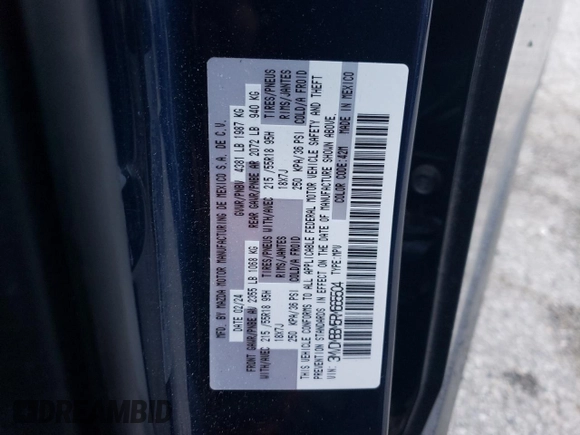 MFG. BY MAZDA MOTOR MANUFACTURING DE MEXICO S.A. DE C.V.
DATE 02/24 GVWR/PNBV 4381 LB 1987 KG
FRONT GAWR/PNBE AV 2355 LB 1068 KG REAR GAWR/PNBE AR 2072 LB 940 KG
WITH/AVEC TIRES/PNEUS WITH/AVEC TIRES/PNEUS
215/55R18 95H RIMS/JANTES 215/55R18 95H RIMS/JANTES
18X7J COLD/A FROID 18X7J COLD/A FROID
250 KPA/36 PSI 250 KPA/36 PSI
THIS VEHICLE CONFORMS TO ALL APPLICABLE FEDERAL MOTOR VEHICLE SAFETY AND THEFT
PREVENTION STANDARDS IN EFFECT ON THE DATE OF MANUFACTURE SHOWN ABOVE.
COLOR CODE:42M MADE IN MEXICO
TYPE:MPV
DREAMBID